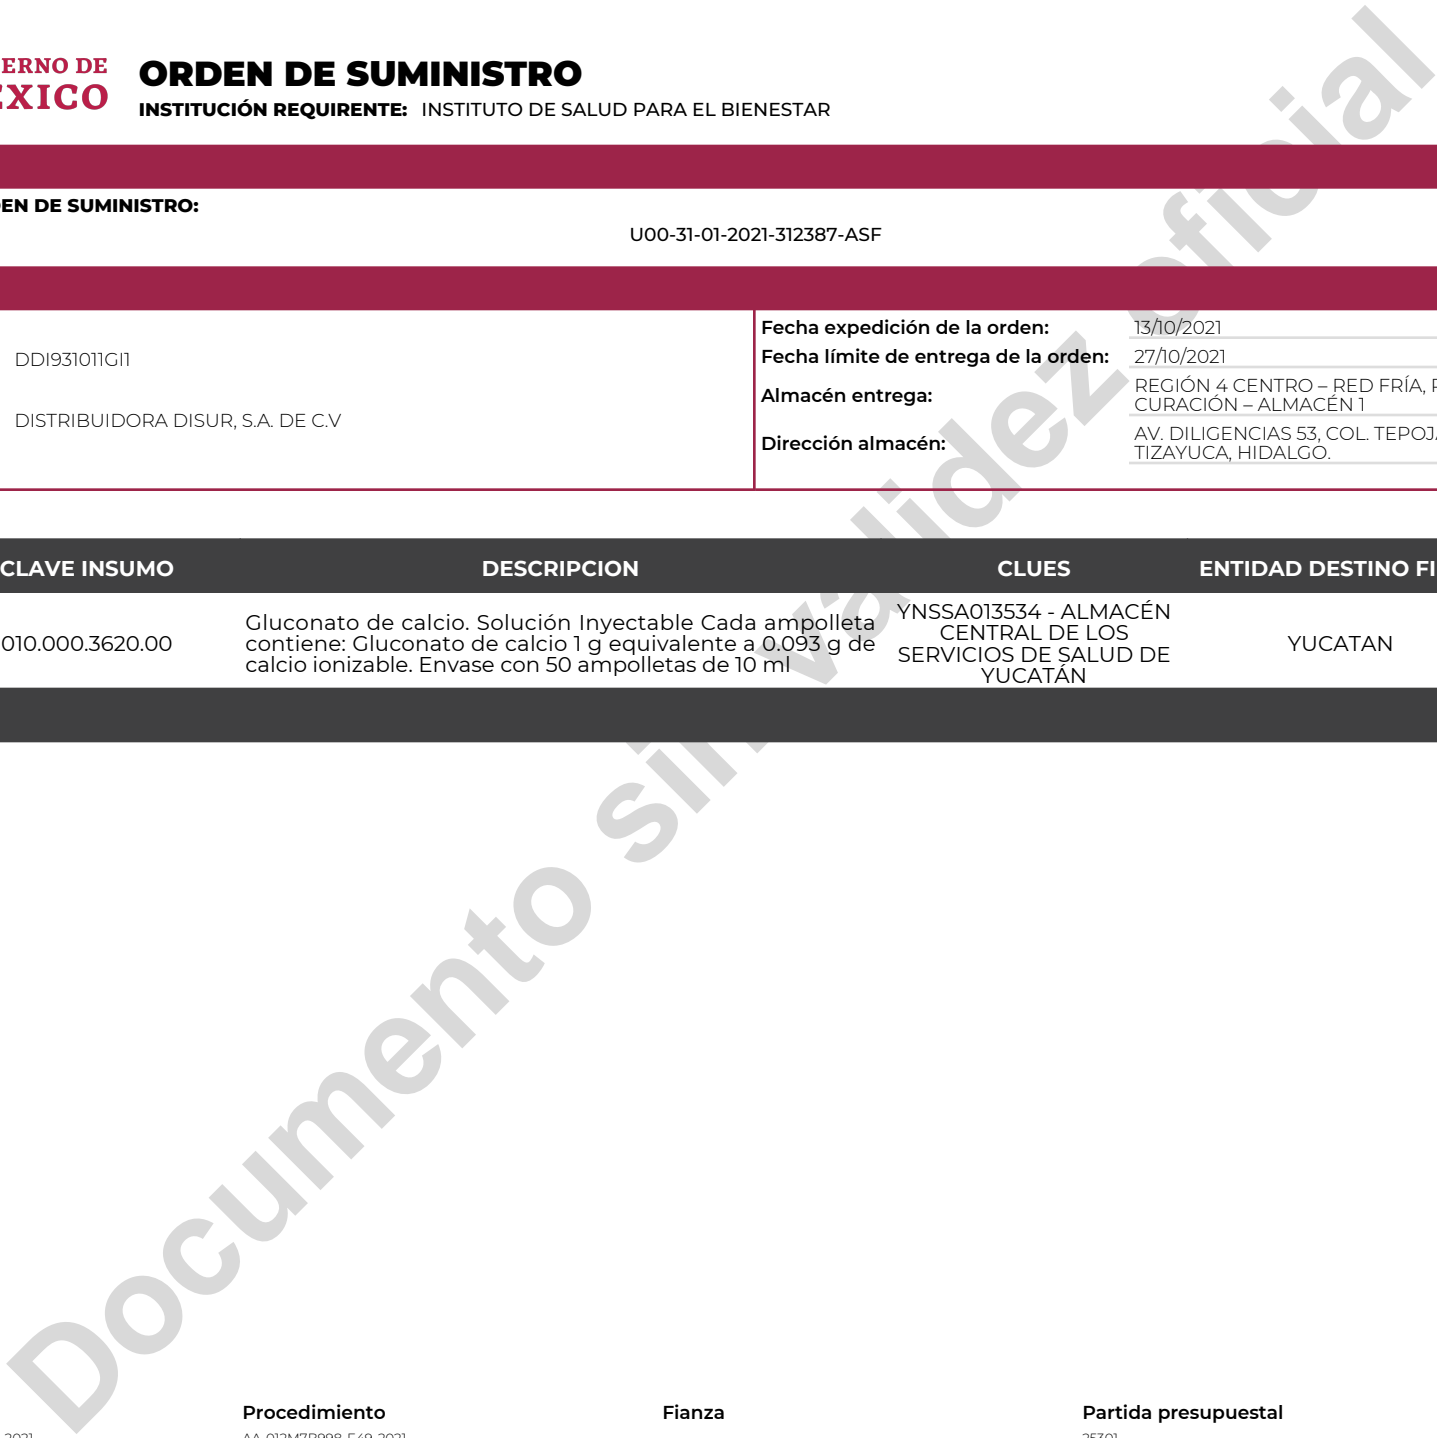 ERNO DE
EXICO
ORDEN DE SUMINISTRO
INSTITUCIÓN REQUIRENTE: INSTITUTO DE SALUD PARA EL BIENESTAR
EN DE SUMINISTRO:
U00-31-01-2021-312387-ASF
DDI931011GI1
DISTRIBUIDORA DISUR, S.A. DE C.V
Fecha expedición de la orden: 13/10/2021
Fecha límite de entrega de la orden: 27/10/2021
Almacén entrega: REGIÓN 4 CENTRO – RED FRÍA,
CURACIÓN – ALMACÉN 1
Dirección almacén: AV. DILIGENCIAS 53, COL. TEPOJ
TIZAYUCA, HIDALGO.
CLAVE INSUMO DESCRIPCION CLUES ENTIDAD DESTINO FI
010.000.3620.00
Gluconato de calcio. Solución Inyectable Cada ampolleta
contiene: Gluconato de calcio 1 g equivalente a 0.093 g de
calcio ionizable. Envase con 50 ampolletas de 10 ml
YNSSA013534 - ALMACÉN
CENTRAL DE LOS
SERVICIOS DE SALUD DE
YUCATÁN
YUCATAN
Documento sin validez oficial
Procedimiento Fianza Partida presupuestal